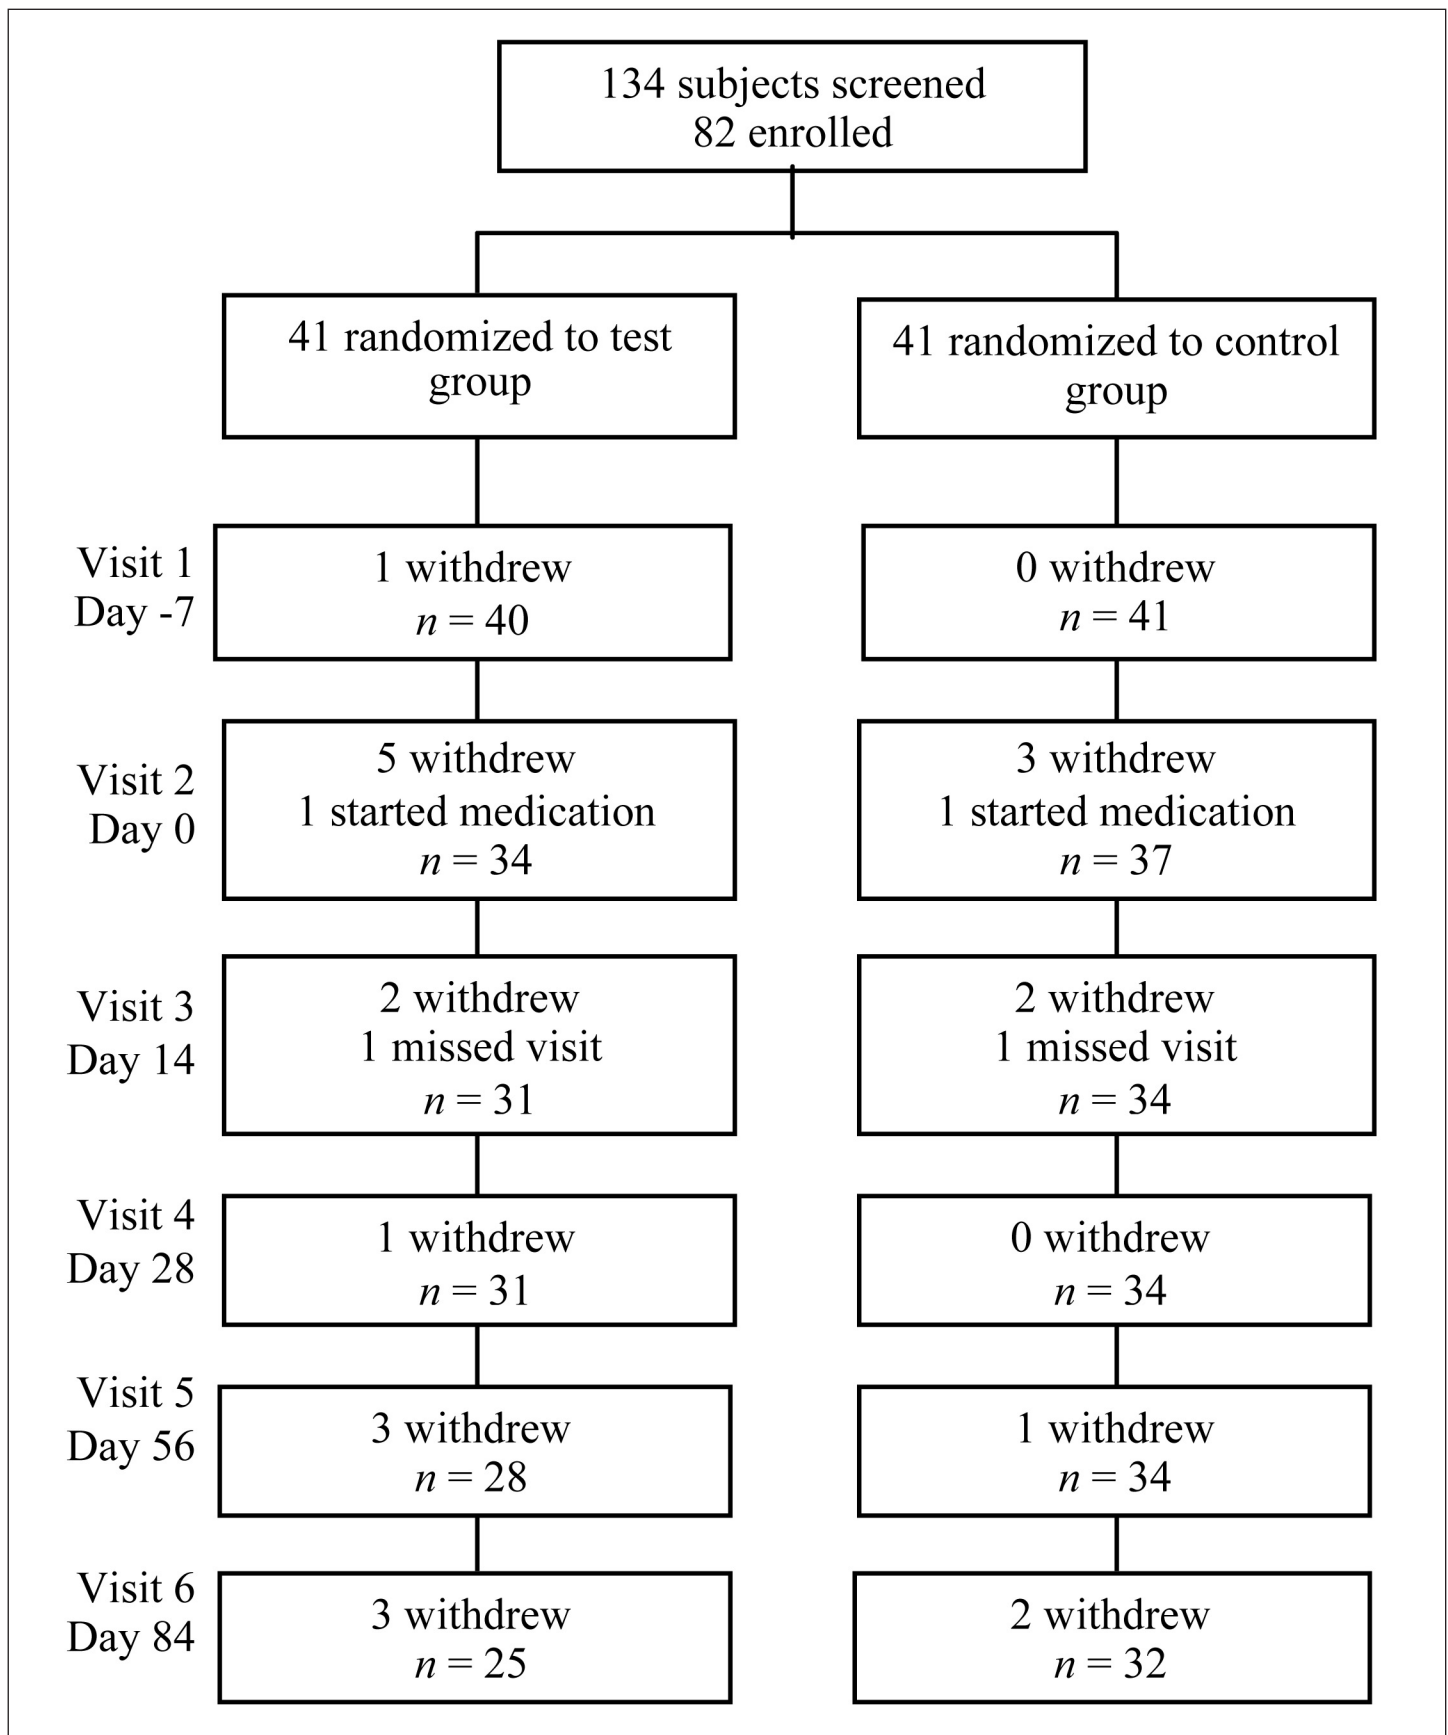 134 subjects screened
82 enrolled
41 randomized to test
group
41 randomized to control
group
Visit 1
Day -7
1 withdrew
n = 40
0 withdrew
n = 41
Visit 2
Day 0
5 withdrew
1 started medication
n = 34
3 withdrew
1 started medication
n = 37
Visit 3
Day 14
2 withdrew
1 missed visit
n = 31
2 withdrew
1 missed visit
n = 34
Visit 4
Day 28
1 withdrew
n = 31
0 withdrew
n = 34
Visit 5
Day 56
3 withdrew
n = 28
1 withdrew
n = 34
Visit 6
Day 84
3 withdrew
n = 25
2 withdrew
n = 32